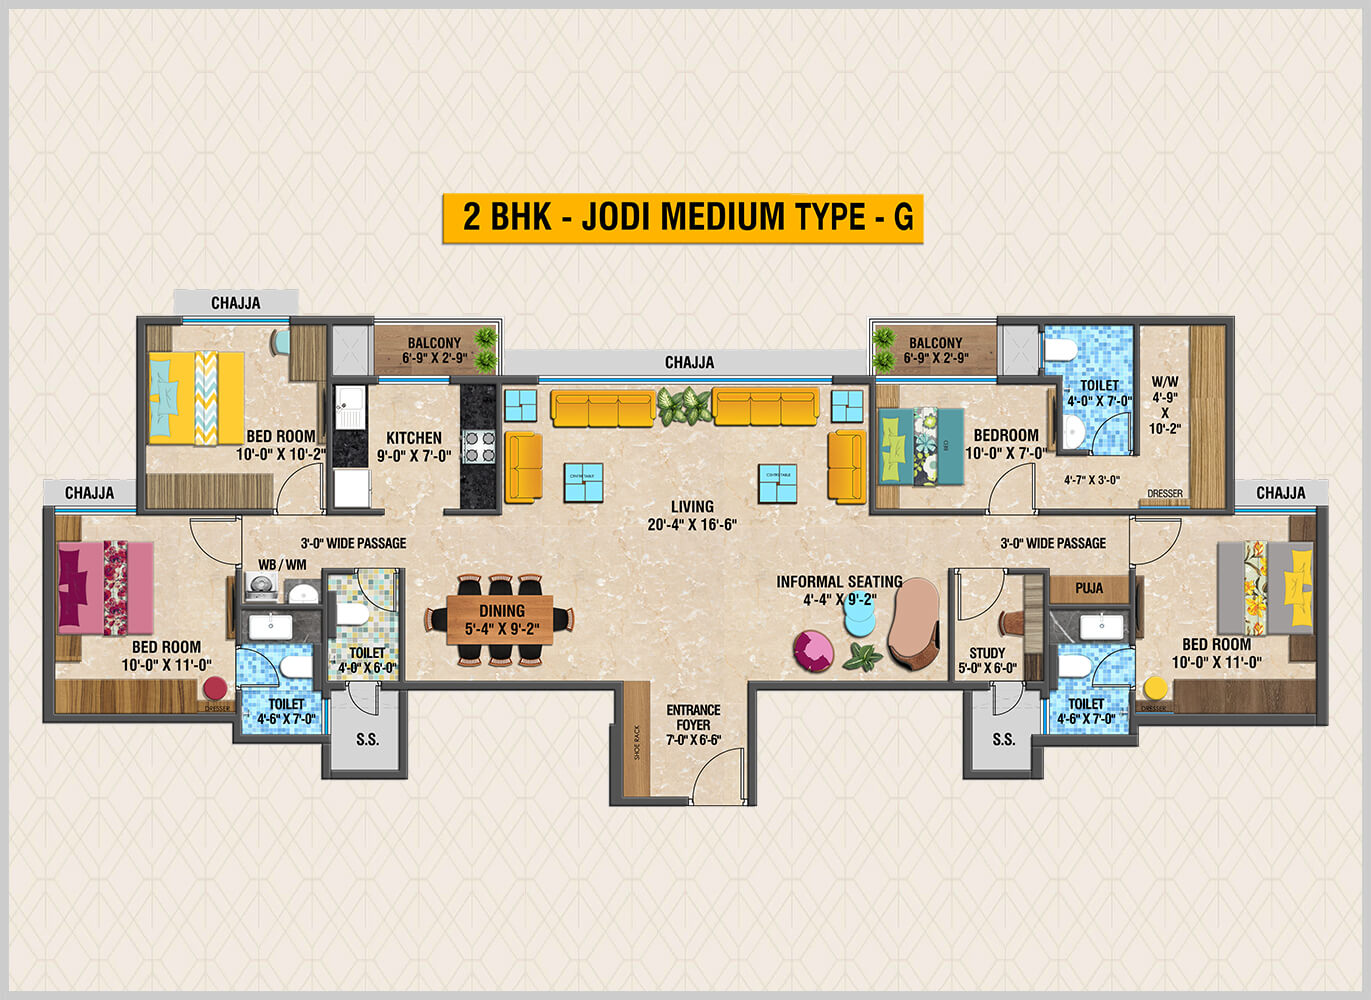 2 BHK - JODI MEDIUM TYPE - G
CHAJJA
BALCONY
6'-9" X 2'-9"
CHAJJA
BALCONY
6'-9" X 2'-9"
BED ROOM
10'-0" X 10'-2"
KITCHEN
9'-0" X 7'-0"
BEDROOM
10'-0" X 7'-0"
BED
TOILET
4'-0" X 7'-0"
W/W
4'-9"
X
10'-2"
4'-7" X 3'-0"
DRESSER
CHAJJA
CHAJJA
LIVING
20'-4" X 16'-6"
3'-0" WIDE PASSAGE
3'-0" WIDE PASSAGE
WB / WM
INFORMAL SEATING
4'-4" X 9'-2"
PUJA
DINING
5'-4" X 9'-2"
BED ROOM
10'-0" X 11'-0"
TOILET
4'-0" X 6'-0"
STUDY
5'-0" X 6'-0"
BED ROOM
10'-0" X 11'-0"
DRESSER
TOILET
4'-6" X 7'-0"
S.S.
ENTRANCE
FOYER
7'-0" X 6'-6"
SHOE RACK
S.S.
TOILET
4'-6" X 7'-0"
DRESSER